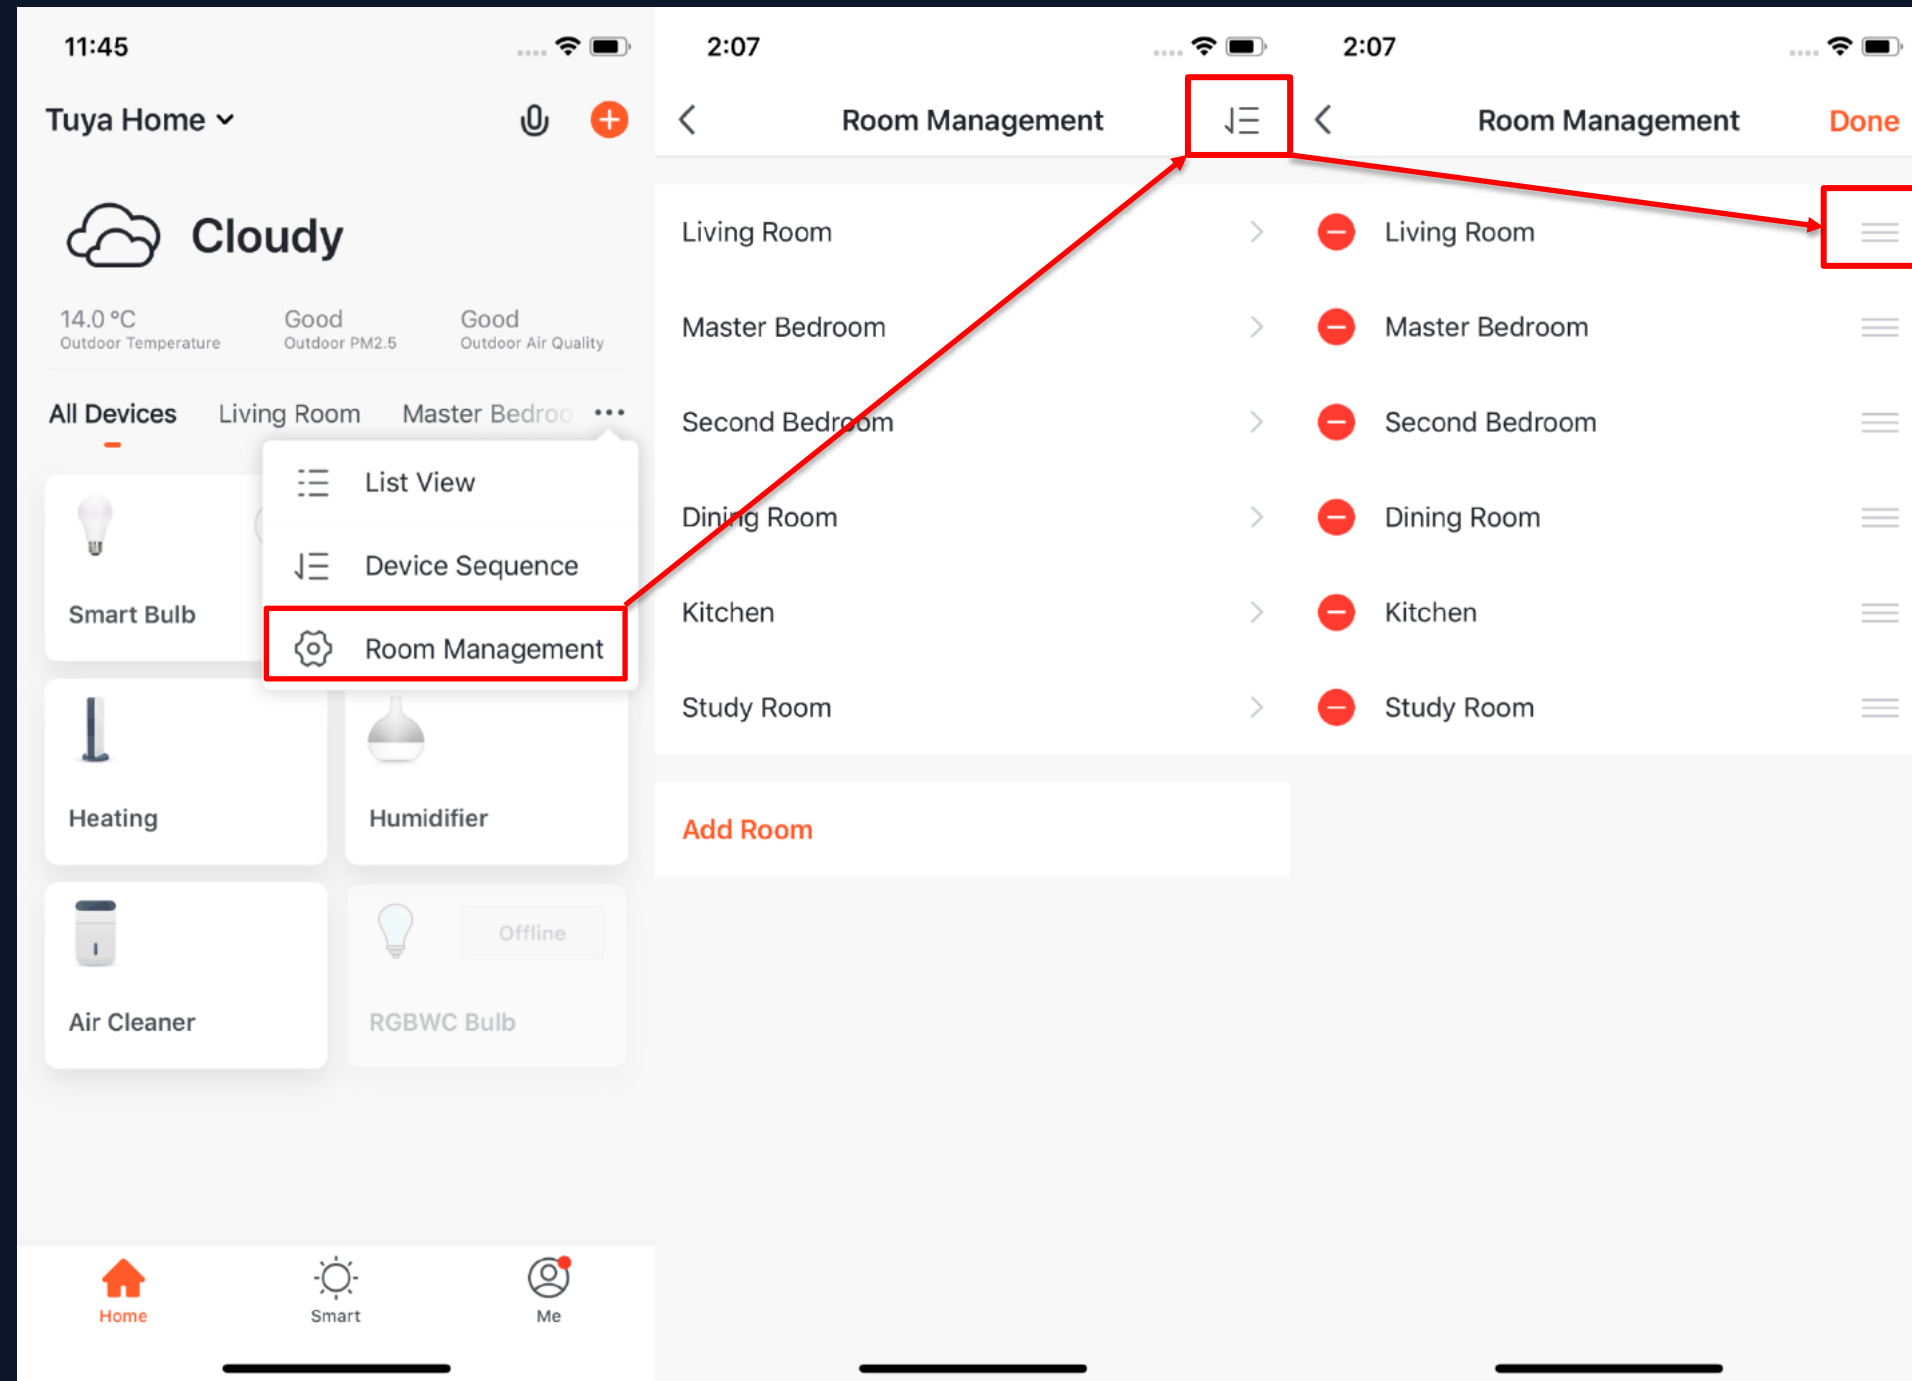 11:45
Tuya Home
Cloudy
14.0 °C
Outdoor Temperature
Good
Outdoor PM2.5
Good
Outdoor Air Quality
All Devices
Living Room
Master Bedroo
List View
Device Sequence
Room Management
Smart Bulb
Heating
Humidifier
Air Cleaner
Offline
RGBWC Bulb
Home
Smart
Me
2:07
Room Management
Living Room
Master Bedroom
Second Bedroom
Dining Room
Kitchen
Study Room
Add Room
2:07
Room Management
Done
Living Room
Master Bedroom
Second Bedroom
Dining Room
Kitchen
Study Room